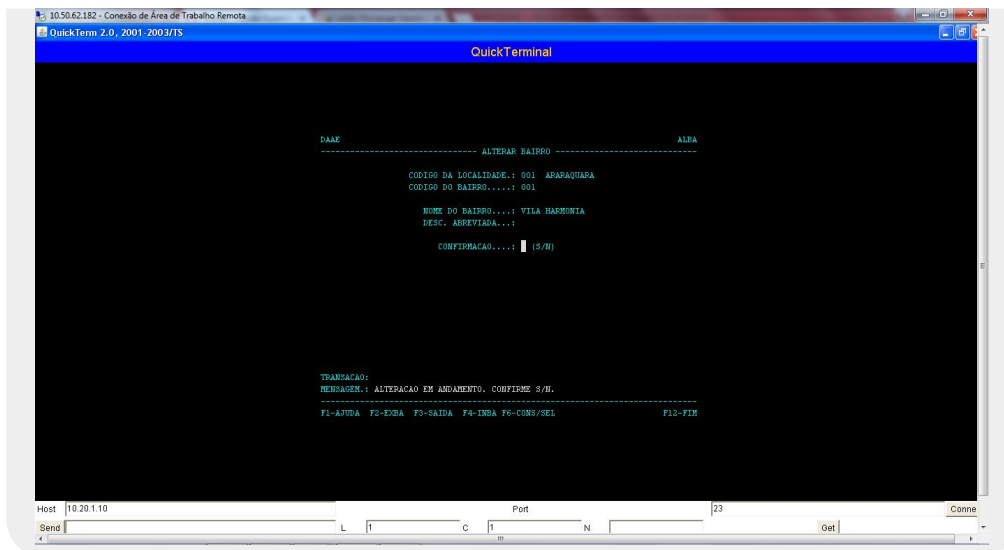 10.50.62.182 - Conexão de Área de Trabalho Remota
QuickTerm 2.0, 2001-2003/TS
QuickTerminal
DAAE ALBA
------------------------------- ALTERAR BAIRRO ----------------------------
CODIGO DA LOCALIDADE.: 001 ARARAQUARA
CODIGO DO BAIRRO.....: 001
NOME DO BAIRRO....: VILA HARMONIA
DESC. ABREVIADA...:
CONFIRMACAO....: (S/N)
TRANSACAO:
MENSAGEM.: ALTERACAO EM ANDAMENTO. CONFIRME S/N.
F1-AJUDA F2-EXBA F3-SAIDA F4-INBA F6-CONS/SEL F12-FIM
Host 10.20.1.10 Port 23 Conne
Send L 1 C 1 N Get